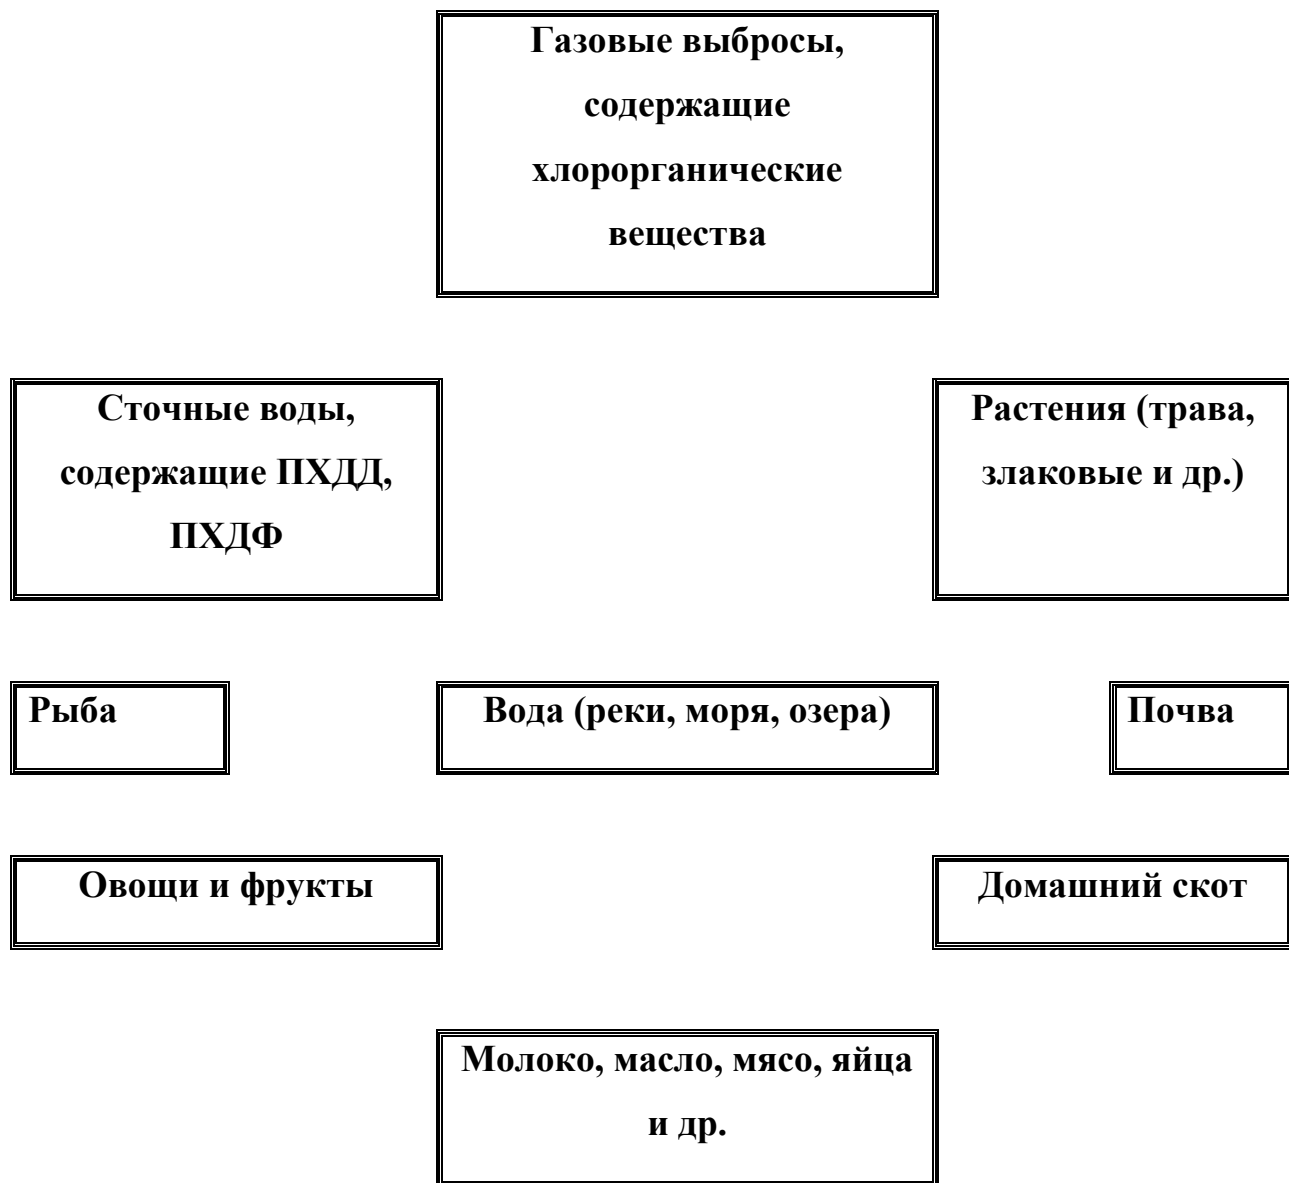 Газовые выбросы,
содержащие
хлорорганические
вещества
Сточные воды,
содержащие ПХДД,
ПХДФ
Растения (трава,
злаковые и др.)
Рыба
Вода (реки, моря, озера)
Почва
Овощи и фрукты
Домашний скот
Молоко, масло, мясо, яйца
и др.